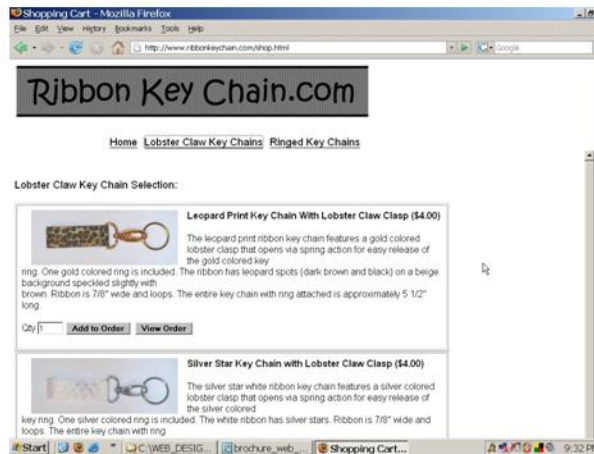 Shopping Cart - Mozilla Firefox
File Edit View History Bookmarks Tools Help
http://www.ribbonkeychain.com/shop.html
Google
Ribbon Key Chain.com
Home Lobster Claw Key Chains Ringed Key Chains
Lobster Claw Key Chain Selection:
Leopard Print Key Chain With Lobster Claw Clasp ($4.00)
The leopard print ribbon key chain features a gold colored
lobster clasp that opens via spring action for easy release of
the gold colored key
ring. One gold colored ring is included. The ribbon has leopard spots (dark brown and black) on a beige
background speckled slightly with
brown. Ribbon is 7/8" wide and loops. The entire key chain with ring attached is approximately 5 1/2"
long.
Qty 1 Add to Order View Order
Silver Star Key Chain with Lobster Claw Clasp ($4.00)
The silver star white ribbon key chain features a silver colored
lobster clasp that opens via spring action for easy release of
the silver colored
key ring. One silver colored ring is included. The white ribbon has silver stars. Ribbon is 7/8" wide and
loops. The entire key chain with ring
Start C:\WEB_DESIG... brochure_web_... Shopping Cart... 9:32 PM